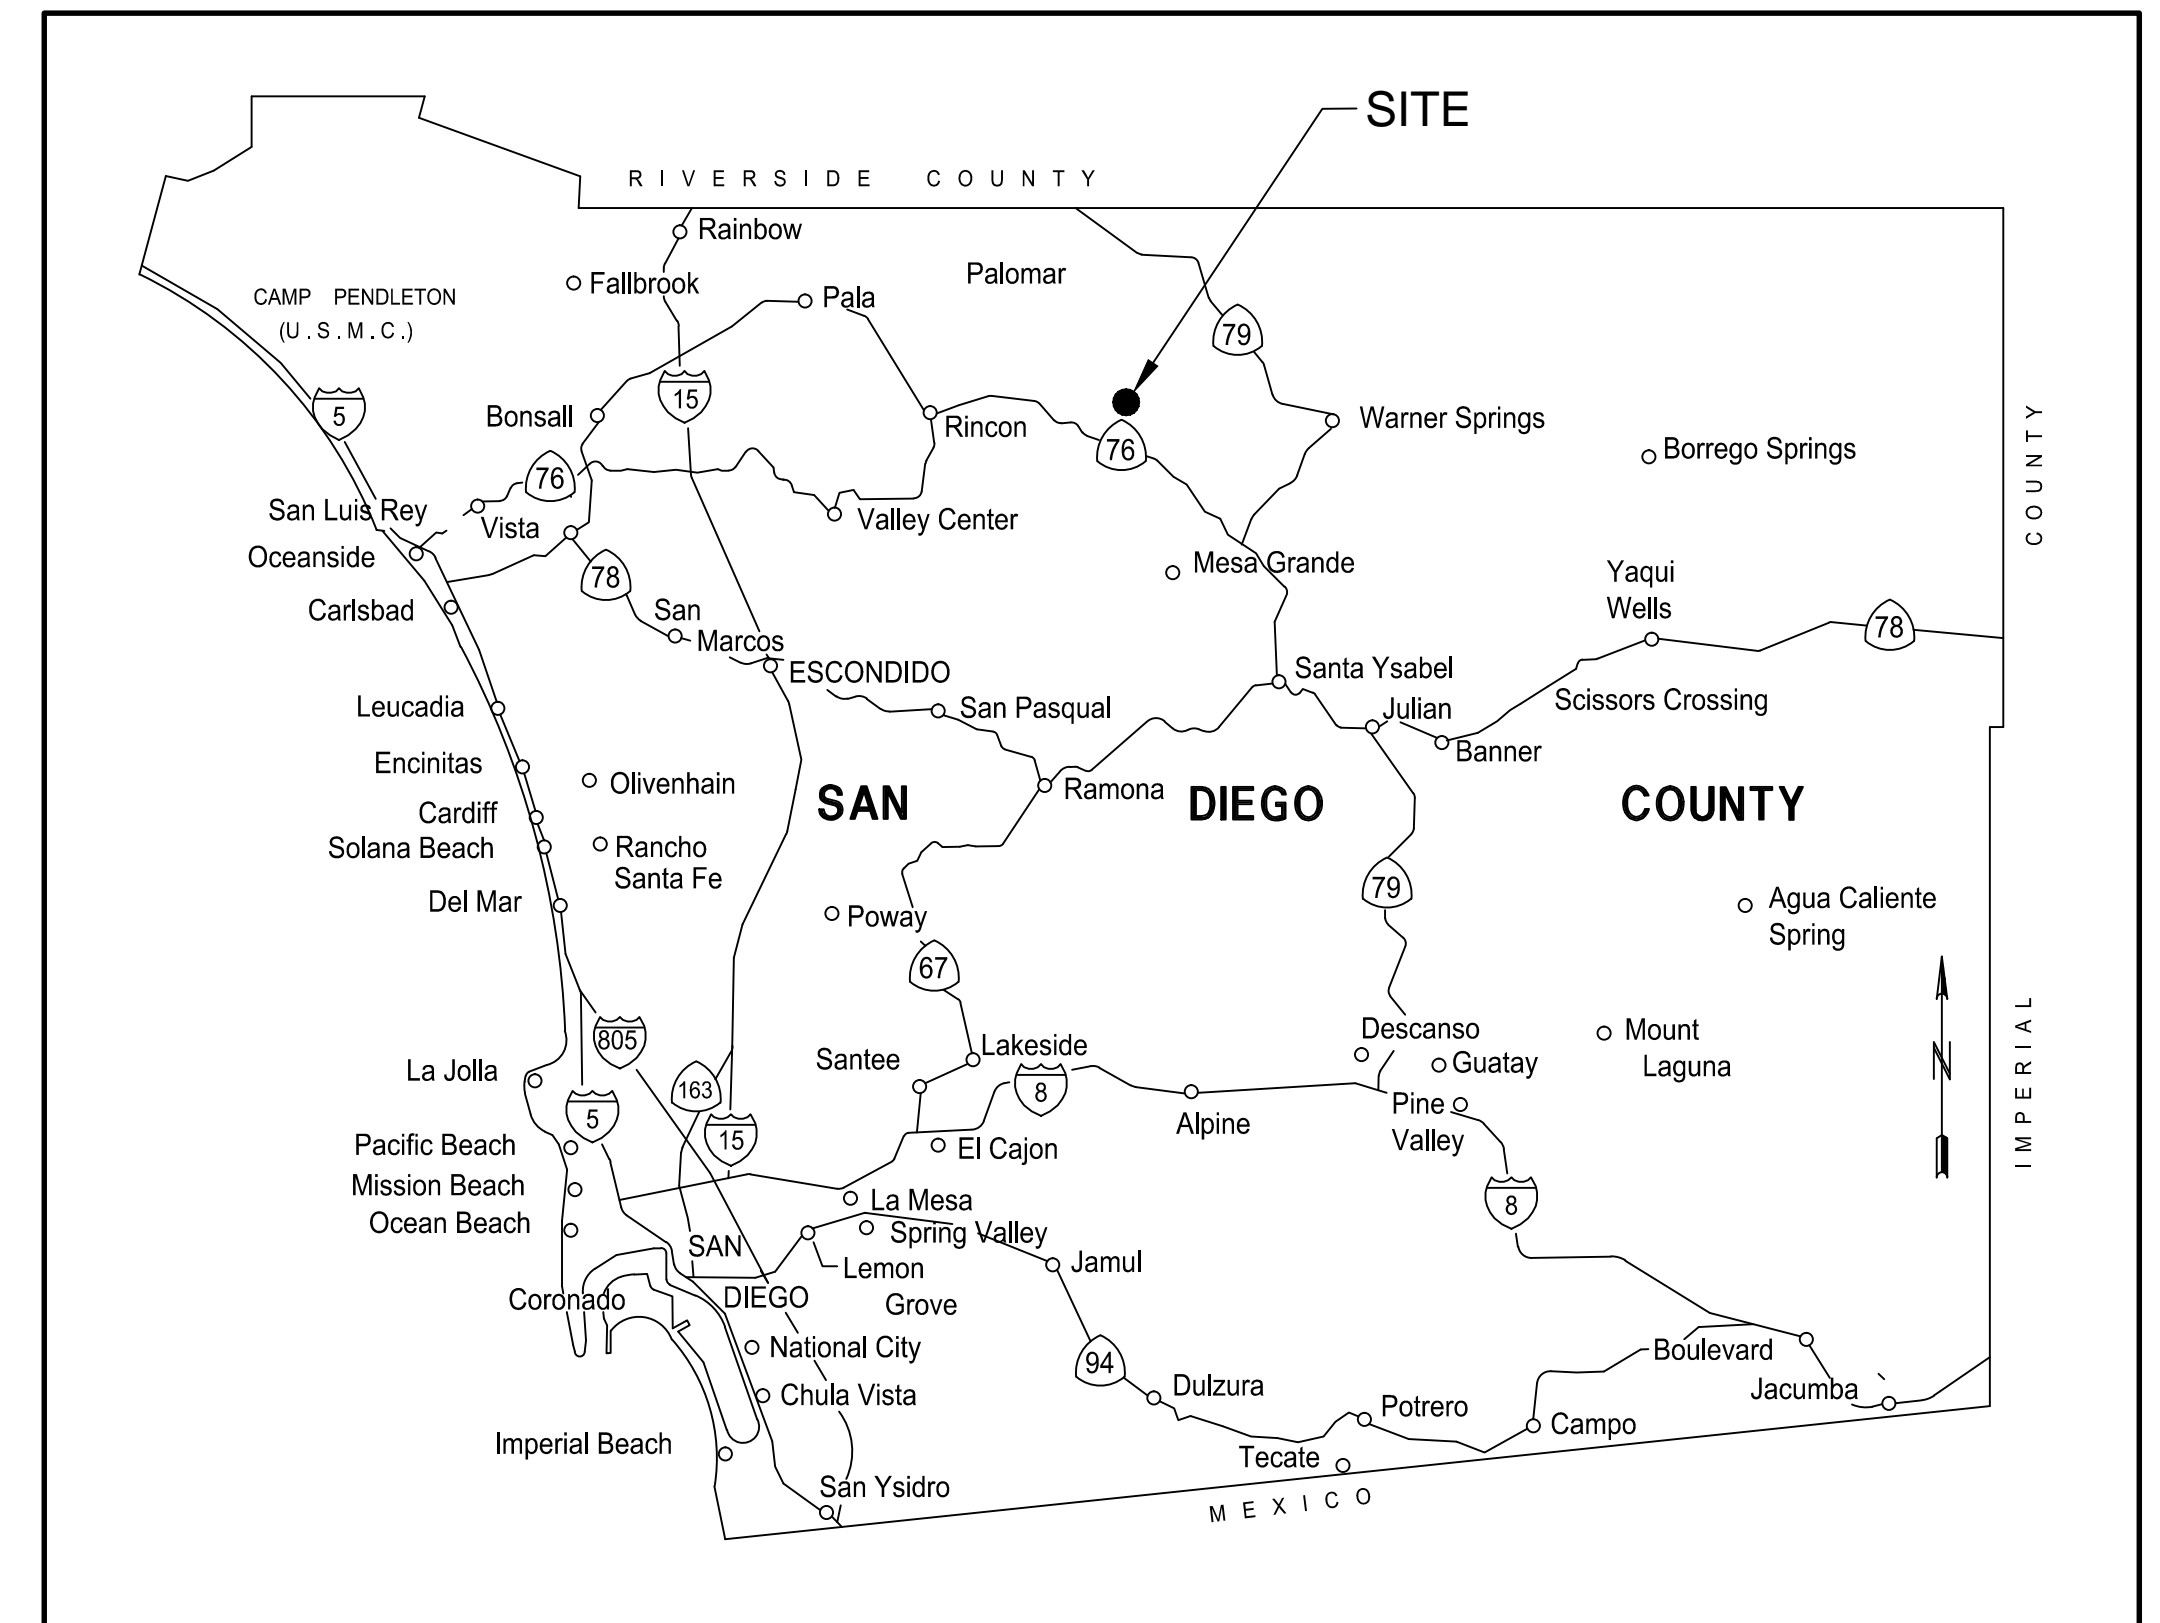 SITE
RIVERSIDE COUNTY
Rainbow
Palomar
Fallbrook
CAMP PENDLETON
(U.S.M.C.)
Pala
79
5
15
Bonsall
Rincon
76
Warner Springs
Borrego Springs
COUNTY
76
San Luis Rey
Vista
Valley Center
Oceanside
78
Mesa Grande
Yaqui
Wells
Carlsbad
San
Marcos
78
ESCONDIDO
Santa Ysabel
Leucadia
San Pasqual
Julian
Scissors Crossing
Banner
Encinitas
Olivenhain
Ramona
SAN DIEGO COUNTY
Cardiff
Solana Beach
Rancho
Santa Fe
79
Del Mar
Poway
Agua Caliente
Spring
67
805
Descanso
Mount
Laguna
IMPERIAL
N
Santee
Lakeside
Guatay
La Jolla
163
8
5
15
Alpine
Pine
Valley
Pacific Beach
El Cajon
Mission Beach
La Mesa
8
Ocean Beach
Spring Valley
SAN
DIEGO
Lemon
Grove
Jamul
Coronado
National City
94
Boulevard
Chula Vista
Dulzura
Jacumba
Potrero
Campo
Imperial Beach
Tecate
San Ysidro
MEXICO